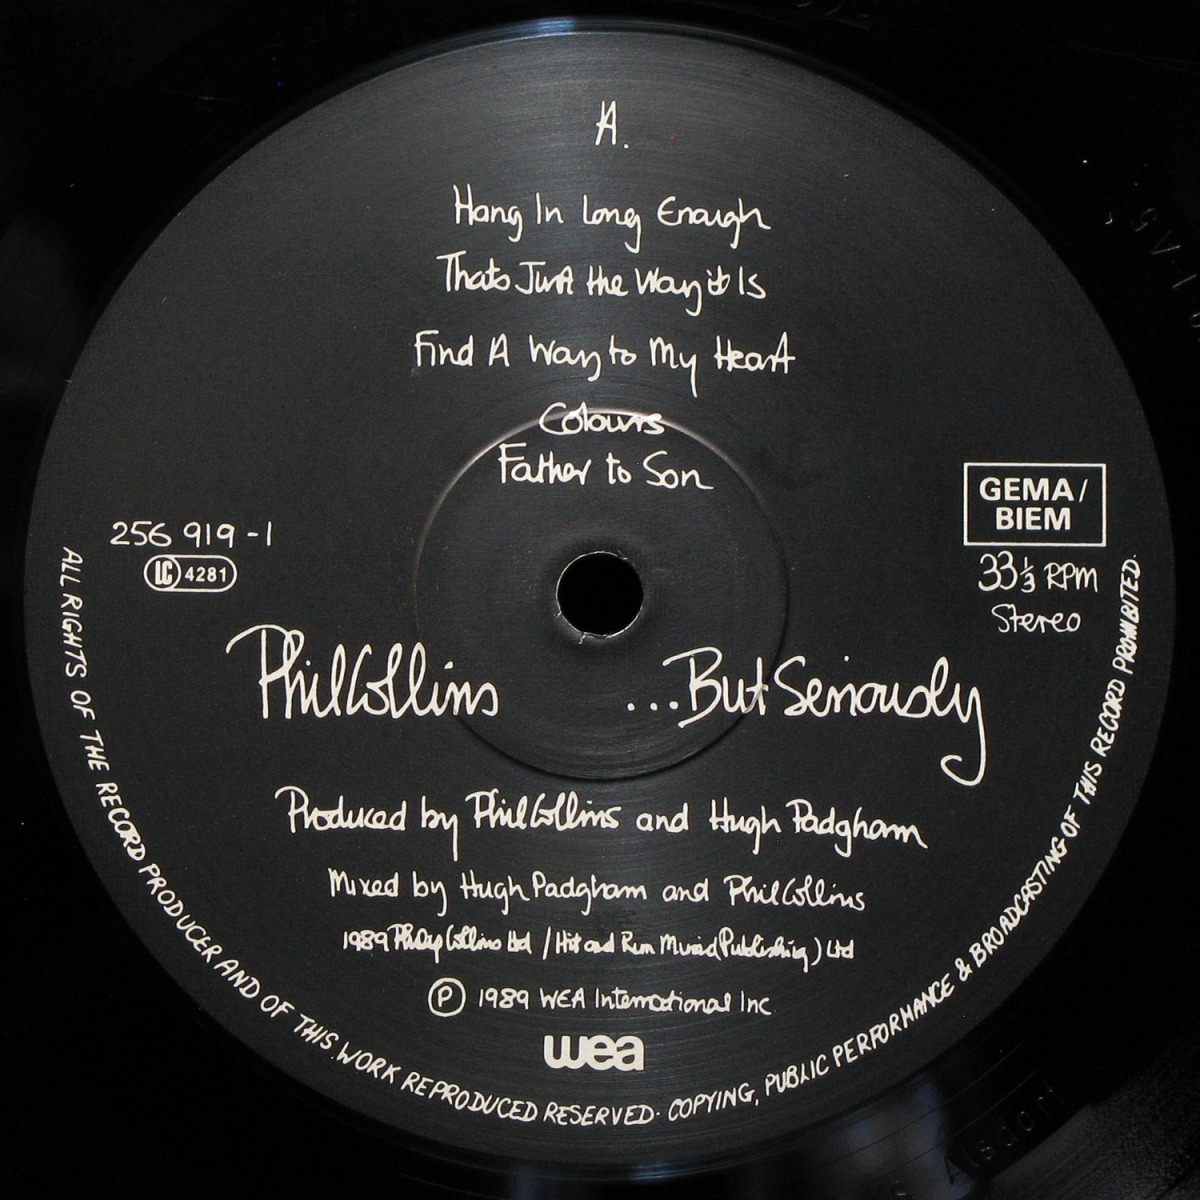 A.
Hang In Long Enough
Thats Just the Way it Is
Find A Way to My Heart
Colours
Father to Son
256 919 - 1
LC 4281
GEMA/
BIEM
33⅓ RPM
Stereo
Phil Collins ...But Seriously
Produced by Phil Collins and Hugh Padgham
Mixed by Hugh Padgham and Phil Collins
1989 Philip Collins Ltd / Hit and Run Music (Publishing) Ltd
Ⓟ 1989 WEA International Inc
wea
ALL RIGHTS OF THE RECORD PRODUCER AND OF THIS WORK REPRODUCED RESERVED. COPYING, PUBLIC PERFORMANCE & BROADCASTING OF THIS RECORD PROHIBITED.
Alsdorf